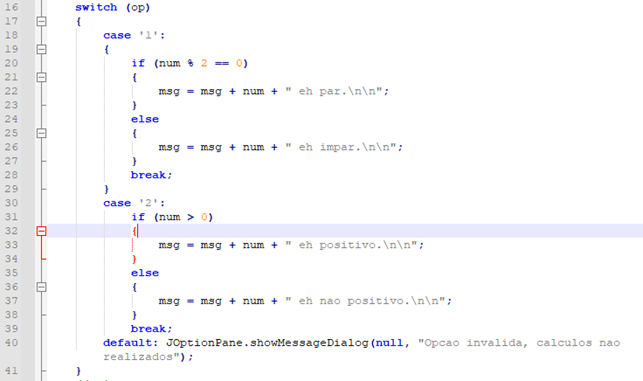 16 switch (op)
17 {
18 case '1':
19 {
20 if (num % 2 == 0)
21 {
22 msg = msg + num + " eh par.\n\n";
23 }
24 else
25 {
26 msg = msg + num + " eh impar.\n\n";
27 }
28 break;
29 }
30 case '2':
31 if (num > 0)
32 {
33 msg = msg + num + " eh positivo.\n\n";
34 }
35 else
36 {
37 msg = msg + num + " eh nao positivo.\n\n";
38 }
39 break;
40 default: JOptionPane.showMessageDialog(null, "Opcao invalida, calculos nao
realizados");
41 }